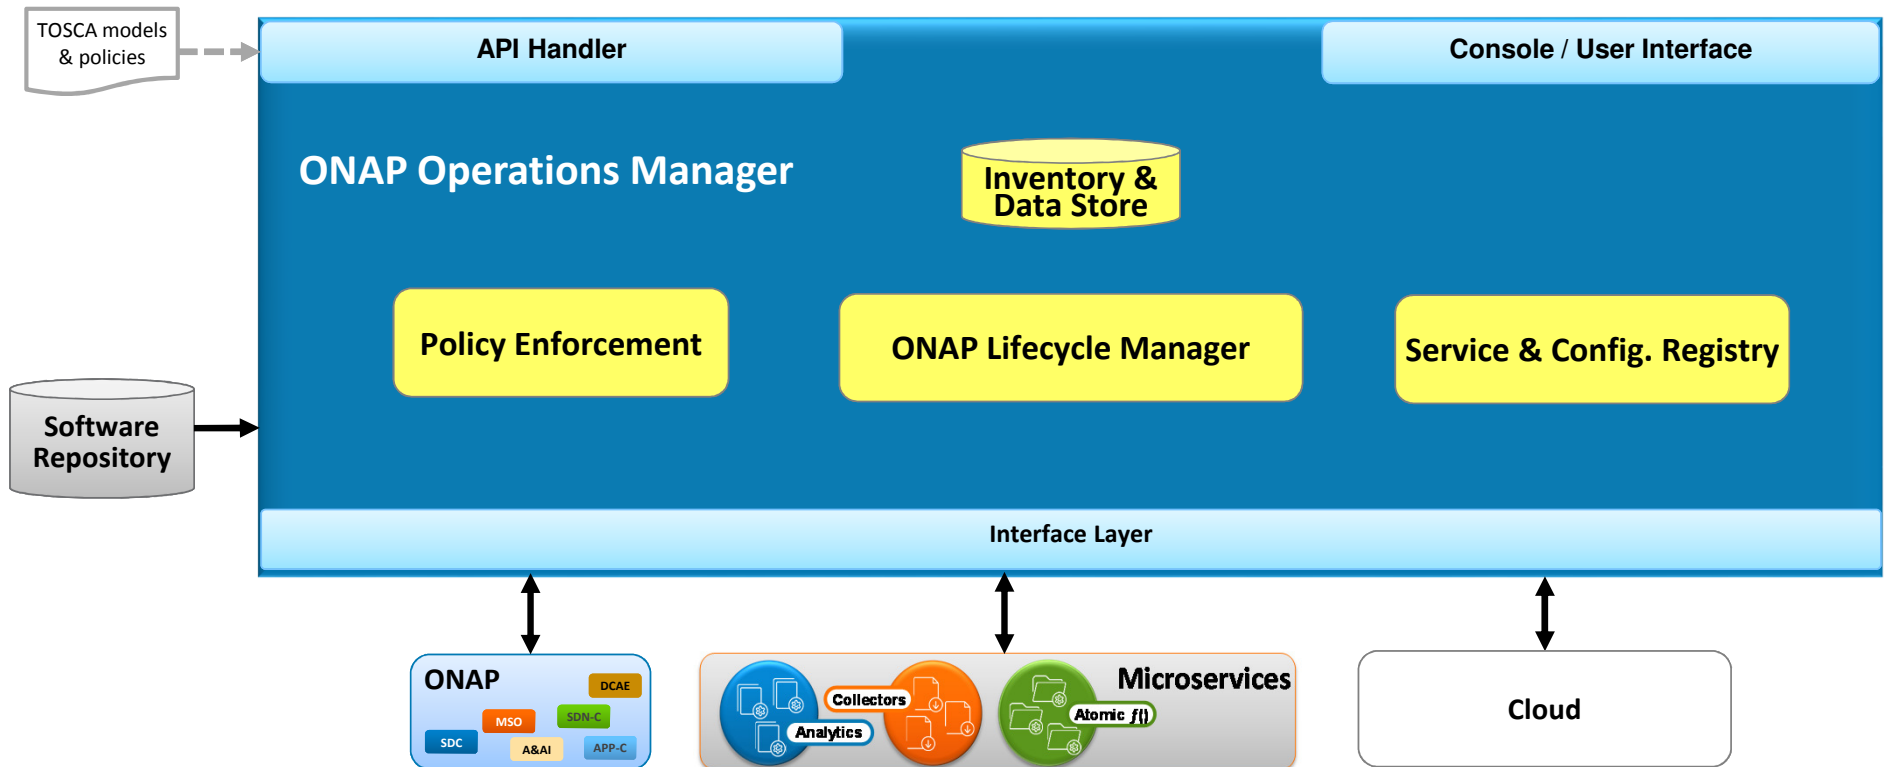 TOSCA models
& policies
API Handler
Console / User Interface
ONAP Operations Manager
Inventory &
Data Store
Policy Enforcement
ONAP Lifecycle Manager
Service & Config. Registry
Software
Repository
Interface Layer
ONAP
DCAE
MSO
SDN-C
SDC
A&AI
APP-C
Microservices
Collectors
Analytics
Atomic ƒ()
Cloud